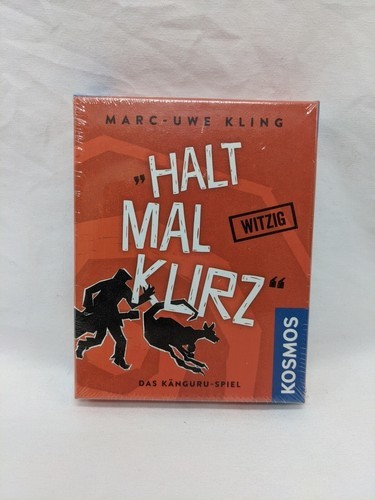 MARC-UWE KLING
„HALT
MAL
KURZ“
WITZIG
DAS KÄNGURU-SPIEL
KOSMOS